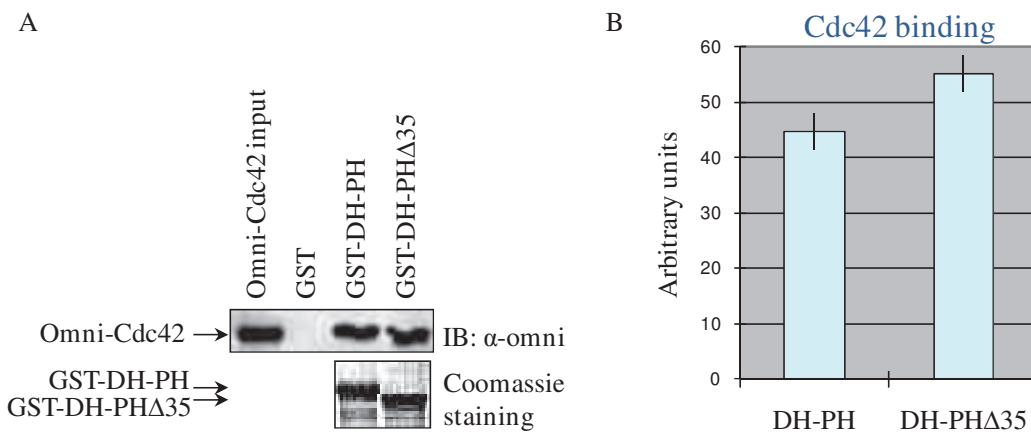 A
Omni-Cdc42 input
GST
GST-DH-PH
GST-DH-PHΔ35
Omni-Cdc42
IB: α-omni
GST-DH-PH
GST-DH-PHΔ35
Coomassie
staining
B
Cdc42 binding
Arbitrary units
60
50
40
30
20
10
0
DH-PH
DH-PHΔ35